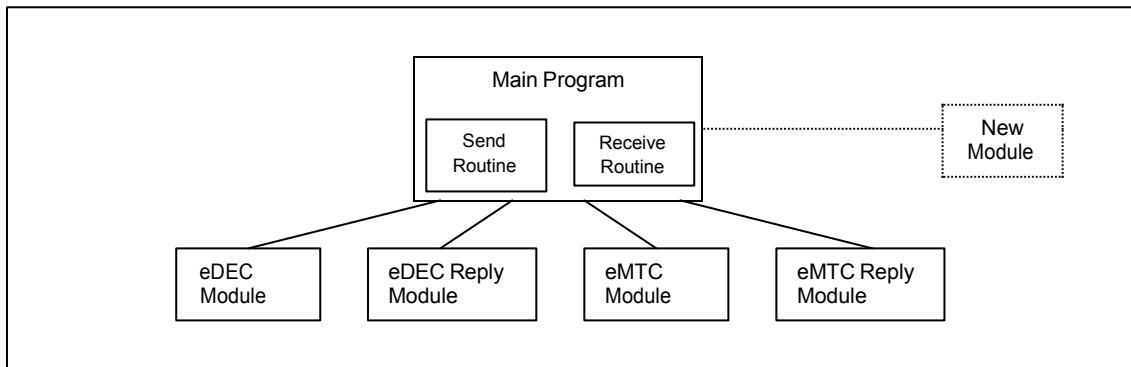 Main Program
Send
Routine
Receive
Routine
New
Module
eDEC
Module
eDEC Reply
Module
eMTC
Module
eMTC Reply
Module